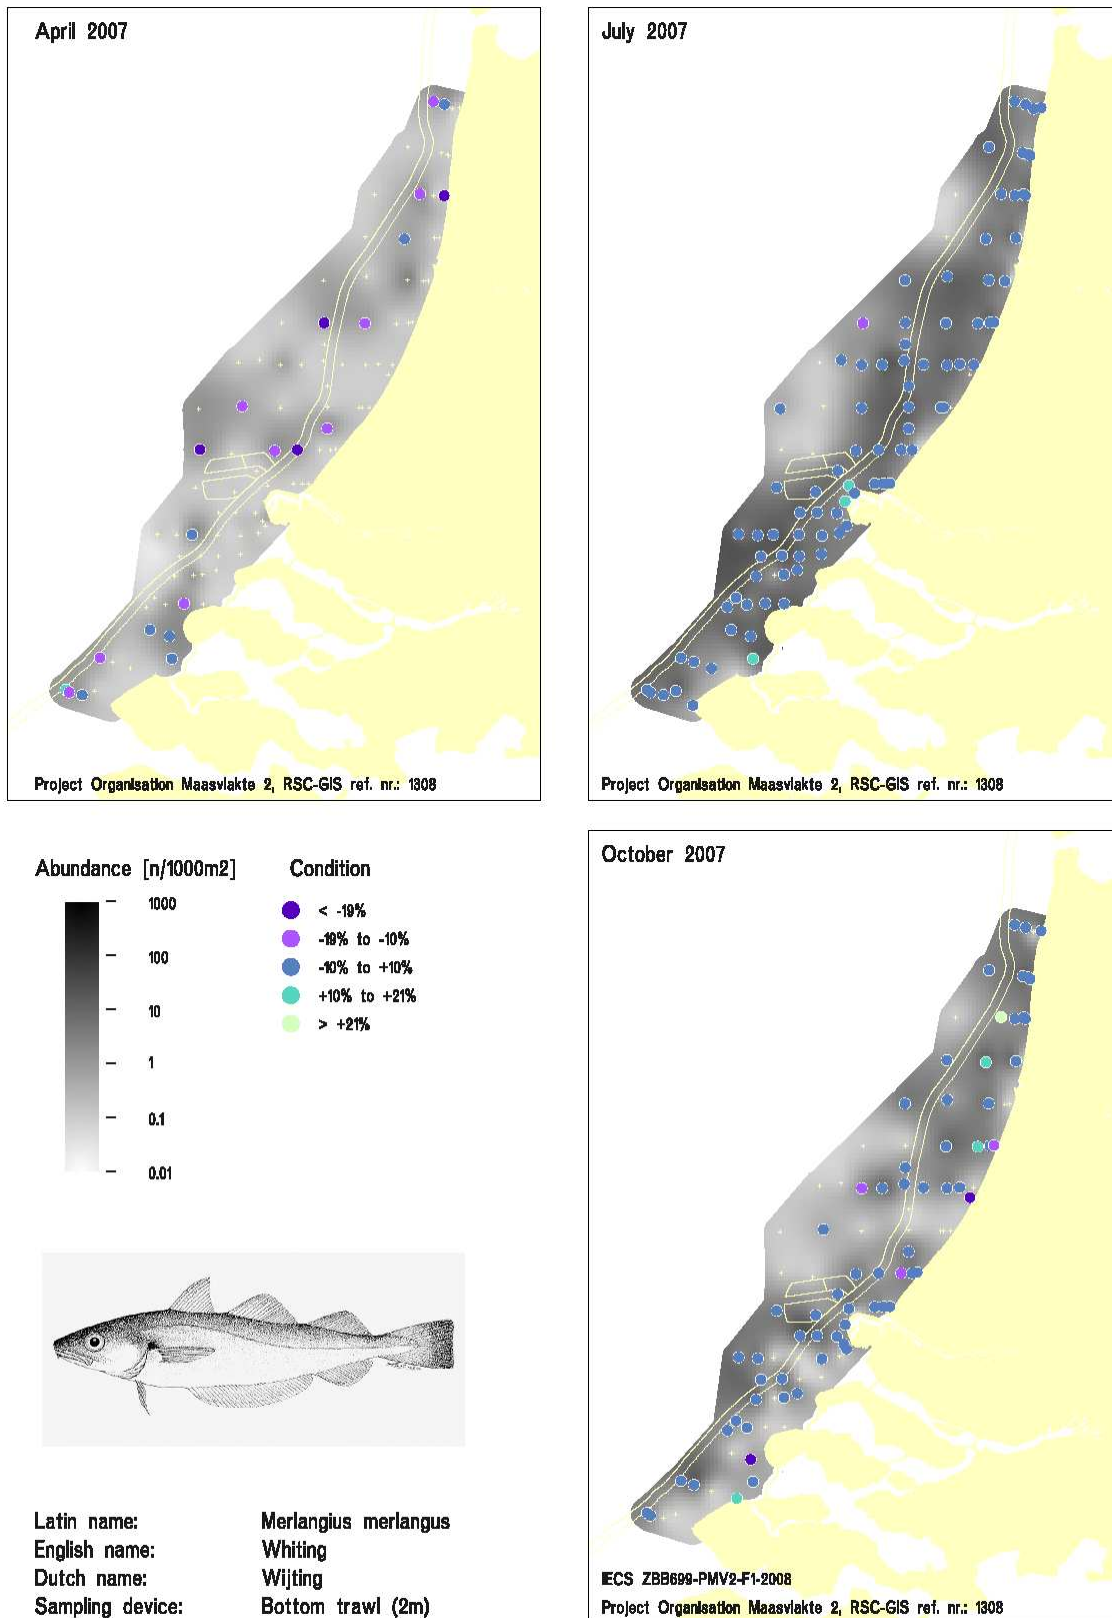 April 2007
July 2007
Project Organisation Maasvlakte 2, RSC-GIS ref. nr.: 1308
Project Organisation Maasvlakte 2, RSC-GIS ref. nr.: 1308
Abundance [n/1000m2]
1000
100
10
1
0.1
0.01
Condition
< -19%
-19% to -10%
-10% to +10%
+10% to +21%
> +21%
October 2007
Latin name: Merlangius merlangus
English name: Whiting
Dutch name: Wijting
Sampling device: Bottom trawl (2m)
IECS ZBB699-PMV2-F1-2008
Project Organisation Maasvlakte 2, RSC-GIS ref. nr.: 1308